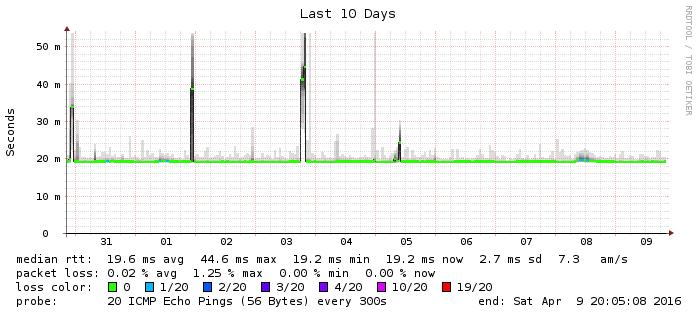 Last 10 Days
RRDTOOL / TOBI OETIKER
Seconds
50 m
40 m
30 m
20 m
10 m
0
31 01 02 03 04 05 06 07 08 09
median rtt: 19.6 ms avg 44.6 ms max 19.2 ms min 19.2 ms now 2.7 ms sd 7.3 am/s
packet loss: 0.02 % avg 1.25 % max 0.00 % min 0.00 % now
loss color: 0 1/20 2/20 3/20 4/20 10/20 19/20
probe: 20 ICMP Echo Pings (56 Bytes) every 300s end: Sat Apr 9 20:05:08 2016